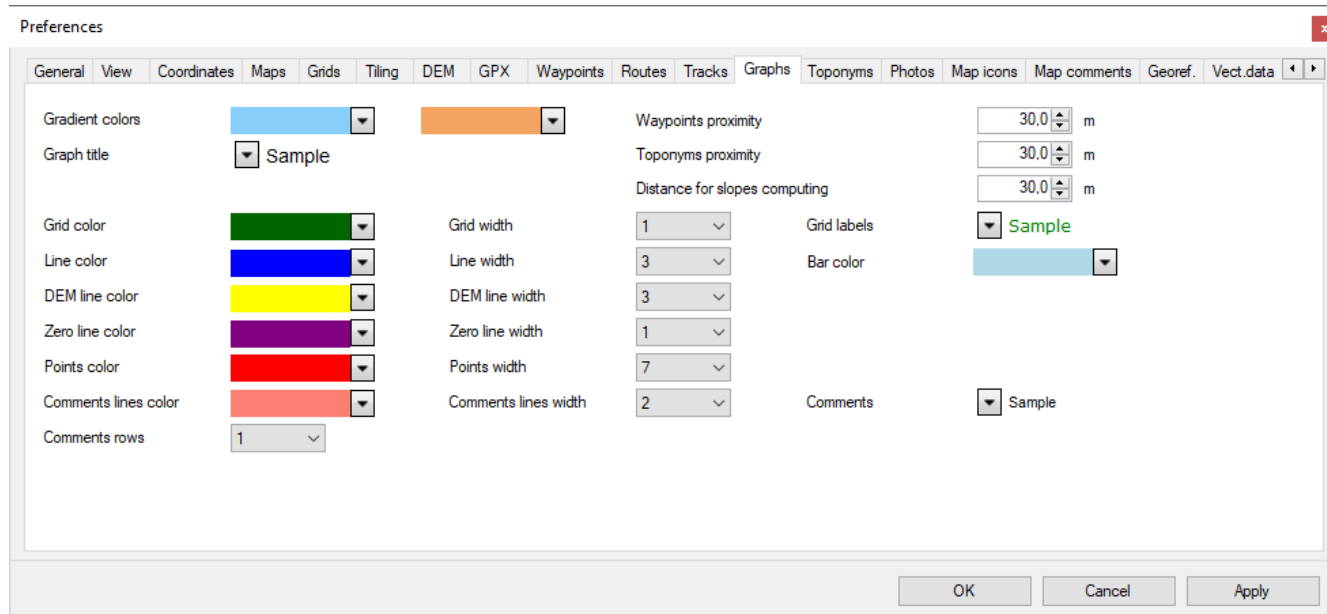 Preferences
x
General View Coordinates Maps Grids Tiling DEM GPX Waypoints Routes Tracks Graphs Toponyms Photos Map icons Map comments Georef. Vect.data
Gradient colors Waypoints proximity 30,0 m
Graph title Sample Toponyms proximity 30,0 m
Distance for slopes computing 30,0 m
Grid color Grid width 1 Grid labels Sample
Line color Line width 3 Bar color
DEM line color DEM line width 3
Zero line color Zero line width 1
Points color Points width 7
Comments lines color Comments lines width 2 Comments Sample
Comments rows 1
OK Cancel Apply